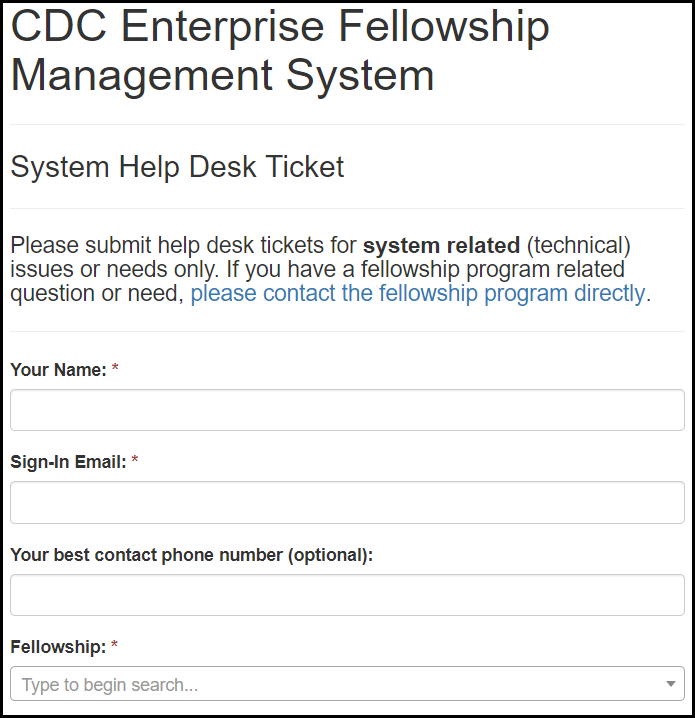 CDC Enterprise Fellowship
Management System
System Help Desk Ticket
Please submit help desk tickets for system related (technical)
issues or needs only. If you have a fellowship program related
question or need, please contact the fellowship program directly.
Your Name: *
Sign-In Email: *
Your best contact phone number (optional):
Fellowship: *
Type to begin search...